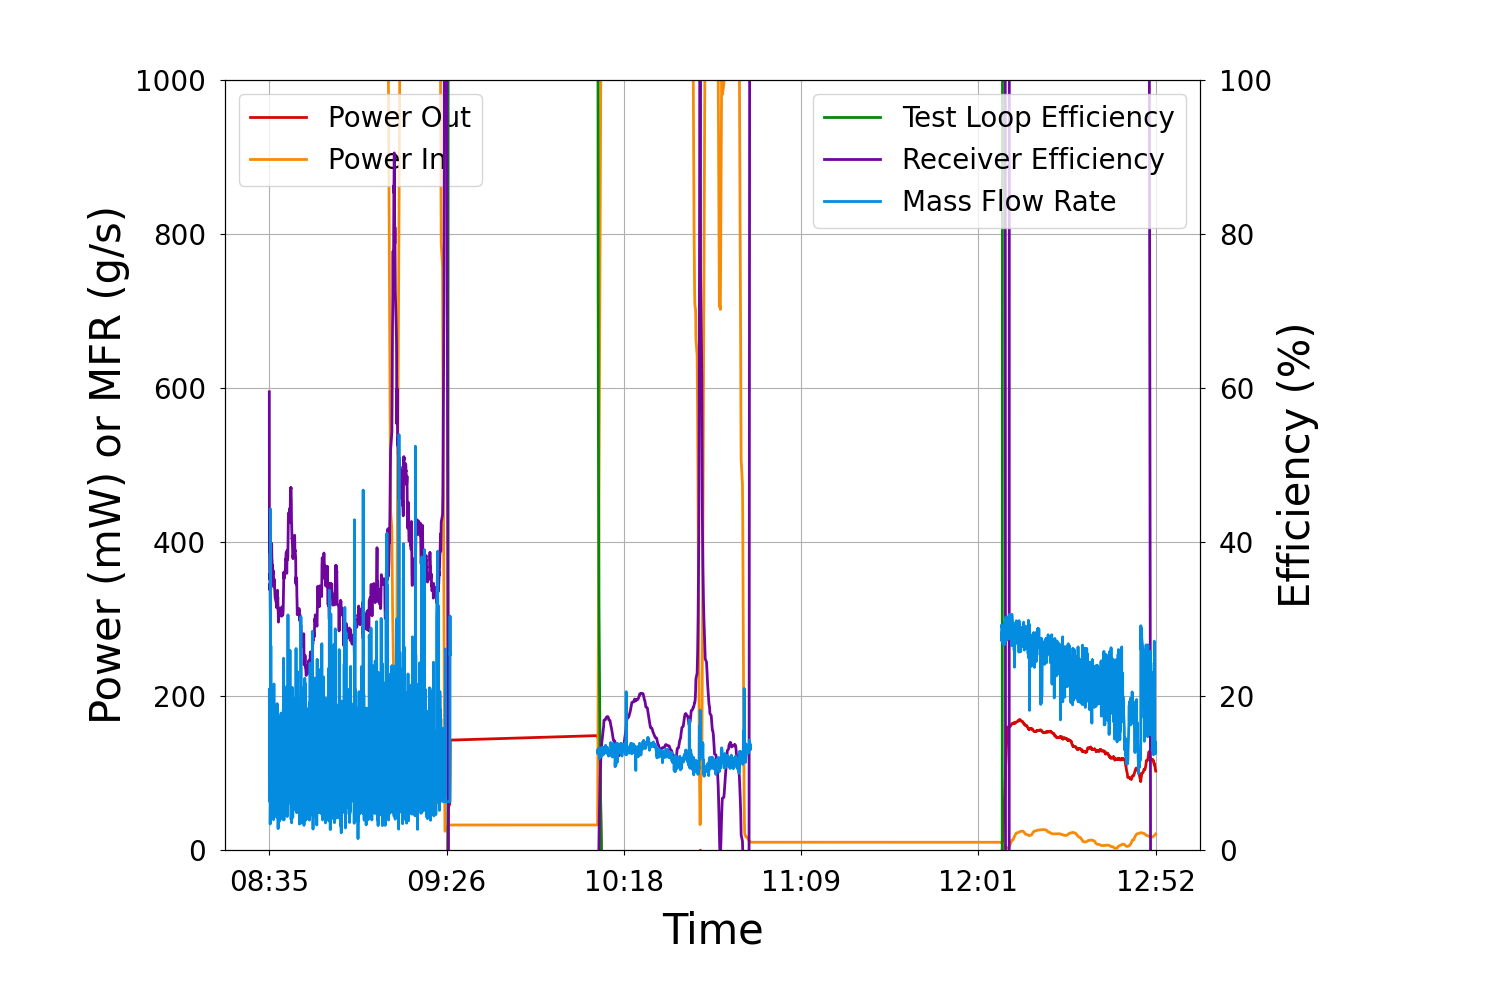 1000
800
600
400
200
0
Power (mW) or MFR (g/s)
Power Out
Power In
Test Loop Efficiency
Receiver Efficiency
Mass Flow Rate
100
80
60
40
20
0
Efficiency (%)
08:35 09:26 10:18 11:09 12:01 12:52
Time